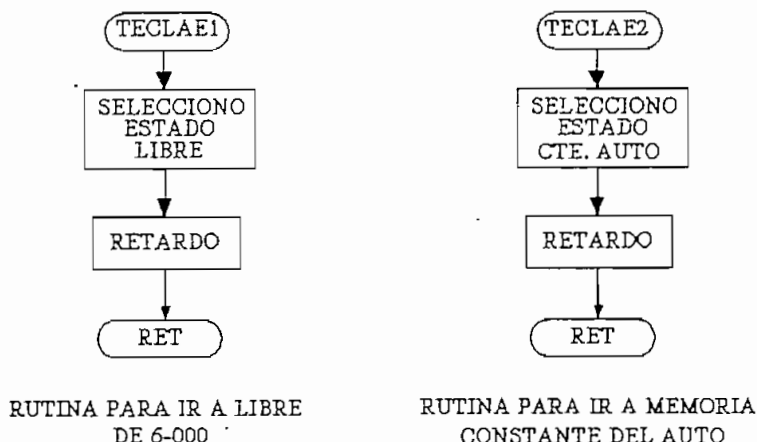 TECLAE1
SELECCIONO
ESTADO
LIBRE
RETARDO
RET
RUTINA PARA IR A LIBRE
DE 6-000
TECLAE2
SELECCIONO
ESTADO
CTE. AUTO
RETARDO
RET
RUTINA PARA IR A MEMORIA
CONSTANTE DEL AUTO